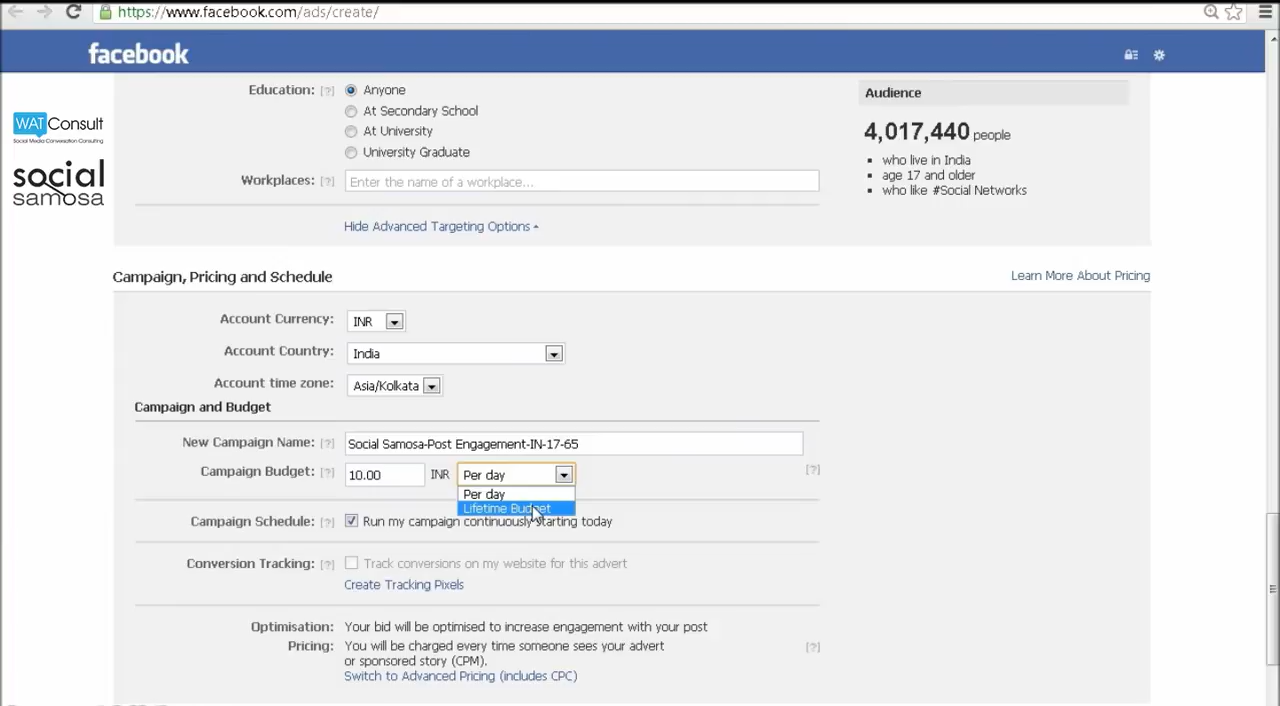 https://www.facebook.com/ads/create/
facebook
WATConsult
Social Media Conversation Consulting
social
samosa
Education: [?] Anyone
At Secondary School
At University
University Graduate
Workplaces: [?] Enter the name of a workplace...
Hide Advanced Targeting Options
Audience
4,017,440 people
who live in India
age 17 and older
who like #Social Networks
Campaign, Pricing and Schedule
Learn More About Pricing
Account Currency: INR
Account Country: India
Account time zone: Asia/Kolkata
Campaign and Budget
New Campaign Name: [?] Social Samosa-Post Engagement-IN-17-65
Campaign Budget: [?] 10.00 INR Per day [?]
Per day
Lifetime Budget
Campaign Schedule: [?] Run my campaign continuously starting today
Conversion Tracking: [?] Track conversions on my website for this advert
Create Tracking Pixels
Optimisation: Your bid will be optimised to increase engagement with your post
Pricing: You will be charged every time someone sees your advert [?]
or sponsored story (CPM).
Switch to Advanced Pricing (includes CPC)